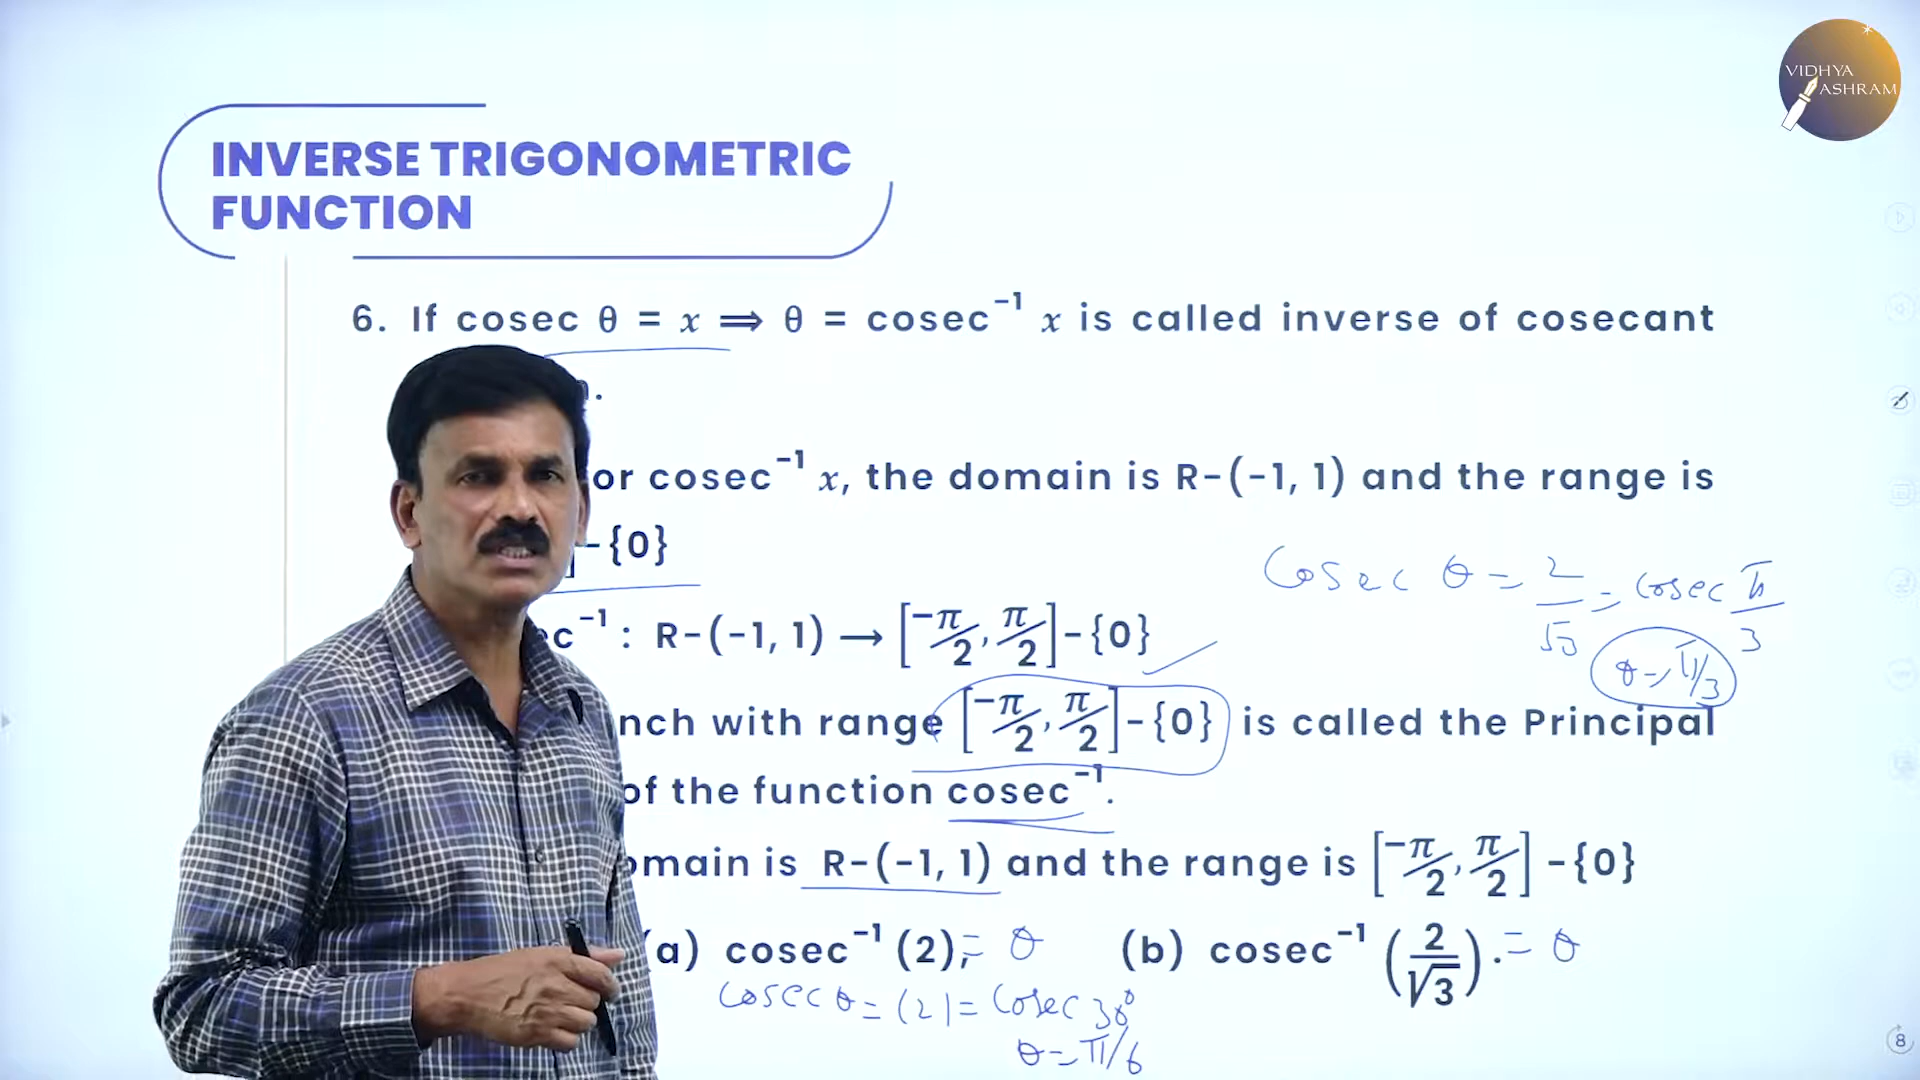 VIDHYA
ASHRAM
INVERSE TRIGONOMETRIC
FUNCTION
6. If cosec θ = x ⟹ θ = cosec⁻¹ x is called inverse of cosecant
or cosec⁻¹ x, the domain is R-(-1, 1) and the range is
-{0}
Cosec θ = 2/√3 = cosec π/3
c⁻¹ : R-(-1, 1) → [-π/2, π/2]-{0}
θ = π/3
nch with range [-π/2, π/2]-{0} is called the Principal
of the function cosec⁻¹.
omain is R-(-1, 1) and the range is [-π/2, π/2] -{0}
(a) cosec⁻¹ (2), = θ (b) cosec⁻¹ (2/√3). = θ
cosec θ = (2) = Cosec 30°
θ = π/6
8